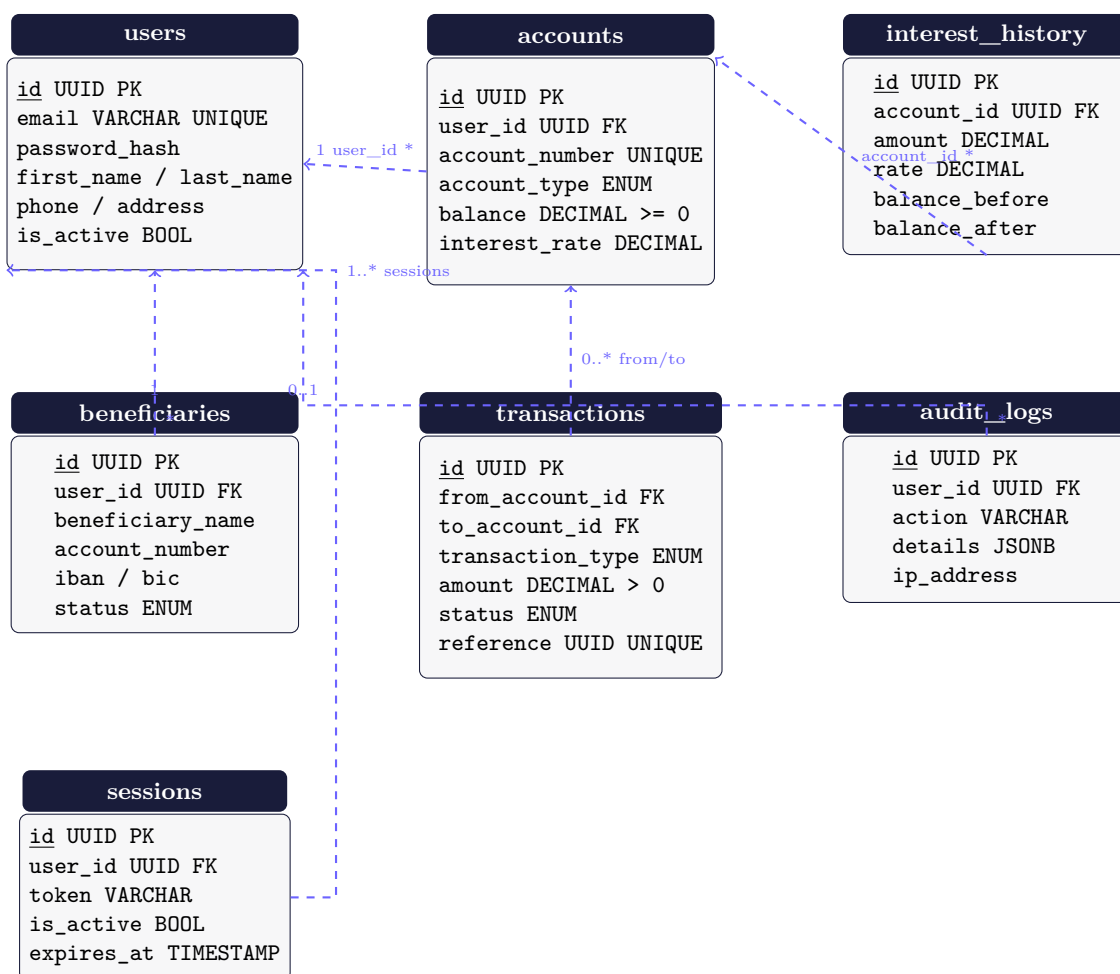 users
id UUID PK
email VARCHAR UNIQUE
password_hash
first_name / last_name
phone / address
is_active BOOL
accounts
id UUID PK
user_id UUID FK
account_number UNIQUE
account_type ENUM
balance DECIMAL >= 0
interest_rate DECIMAL
interest_history
id UUID PK
account_id UUID FK
amount DECIMAL
rate DECIMAL
balance_before
balance_after
1 user_id *
account_id *
1..* sessions
0..* from/to
1
0..1
*
beneficiaries
id UUID PK
user_id UUID FK
beneficiary_name
account_number
iban / bic
status ENUM
transactions
id UUID PK
from_account_id FK
to_account_id FK
transaction_type ENUM
amount DECIMAL > 0
status ENUM
reference UUID UNIQUE
audit_logs
id UUID PK
user_id UUID FK
action VARCHAR
details JSONB
ip_address
sessions
id UUID PK
user_id UUID FK
token VARCHAR
is_active BOOL
expires_at TIMESTAMP